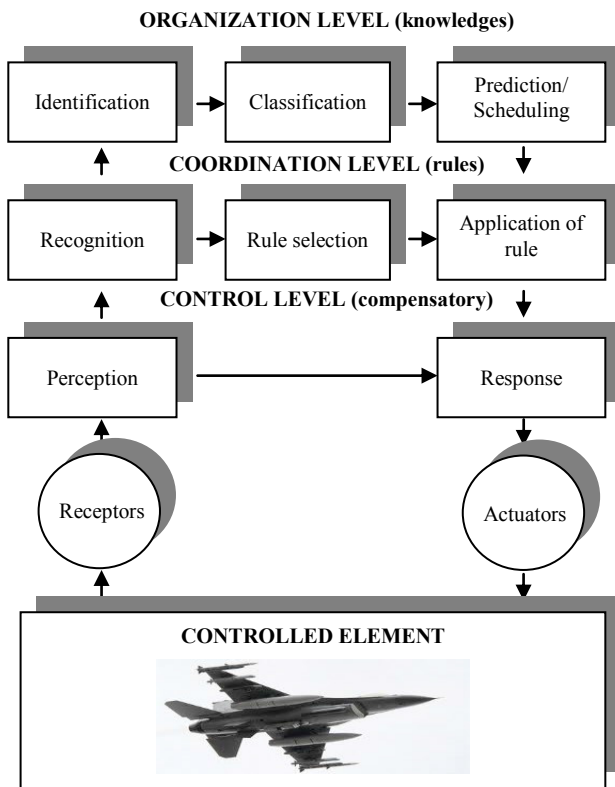 ORGANIZATION LEVEL (knowledges)
Identification
Classification
Prediction/
Scheduling
COORDINATION LEVEL (rules)
Recognition
Rule selection
Application of
rule
CONTROL LEVEL (compensatory)
Perception
Response
Receptors
Actuators
CONTROLLED ELEMENT